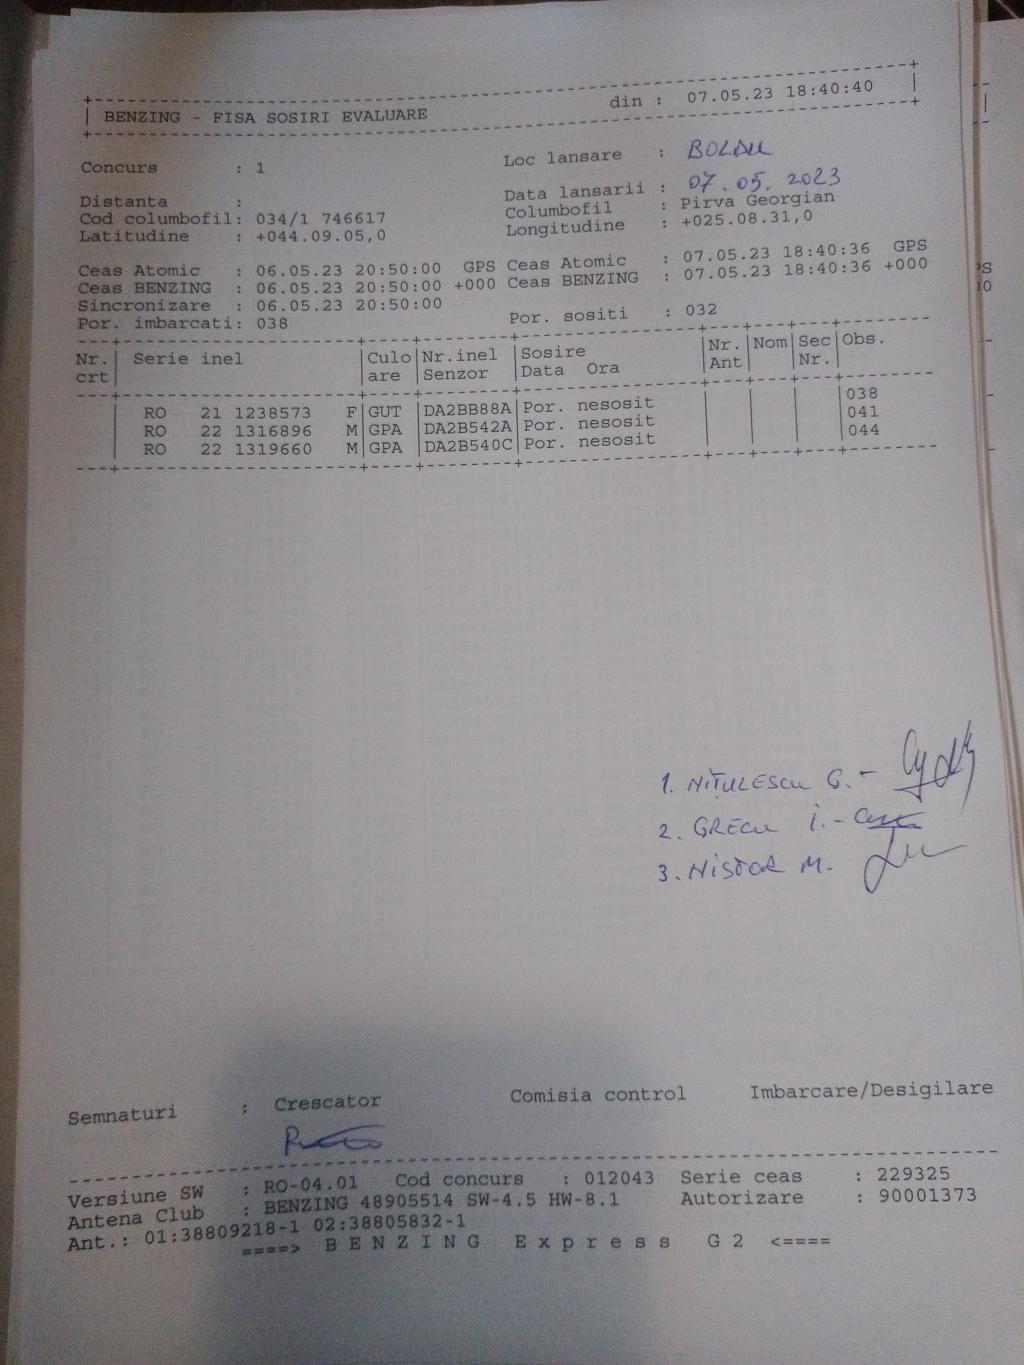 BENZING - FISA SOSIRI EVALUARE din : 07.05.23 18:40:40
Concurs : 1 Loc lansare : BOLDU
Distanta : Data lansarii : 07.05.2023
Cod columbofil: 034/1 746617 Columbofil : Pirva Georgian
Latitudine : +044.09.05,0 Longitudine : +025.08.31,0
Ceas Atomic : 06.05.23 20:50:00 GPS Ceas Atomic : 07.05.23 18:40:36 GPS
Ceas BENZING : 06.05.23 20:50:00 +000 Ceas BENZING : 07.05.23 18:40:36 +000
Sincronizare : 06.05.23 20:50:00
Por. imbarcati: 038 Por. sositi : 032
Nr. Serie inel Culo Nr.inel Sosire Nr. Nom Sec Obs.
crt are Senzor Data Ora Ant Nr.
RO 21 1238573 F GUT DA2BB88A Por. nesosit 038
RO 22 1316896 M GPA DA2B542A Por. nesosit 041
RO 22 1319660 M GPA DA2B540C Por. nesosit 044
1. NIȚULESCU G. -
2. GRECU I. -
3. NISTOR M.
Semnaturi : Crescator Comisia control Imbarcare/Desigilare
Versiune SW : RO-04.01 Cod concurs : 012043 Serie ceas : 229325
Antena Club : BENZING 48905514 SW-4.5 HW-8.1 Autorizare : 90001373
Ant.: 01:38809218-1 02:38805832-1
====> B E N Z I N G E x p r e s s G 2 <====